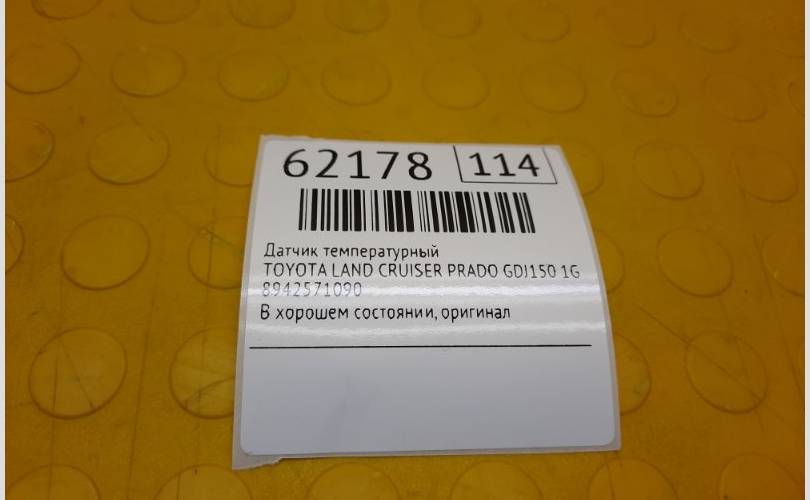 62178 114
Датчик температурный
TOYOTA LAND CRUISER PRADO GDJ150 1G
8942571090
В хорошем состоянии, оригинал